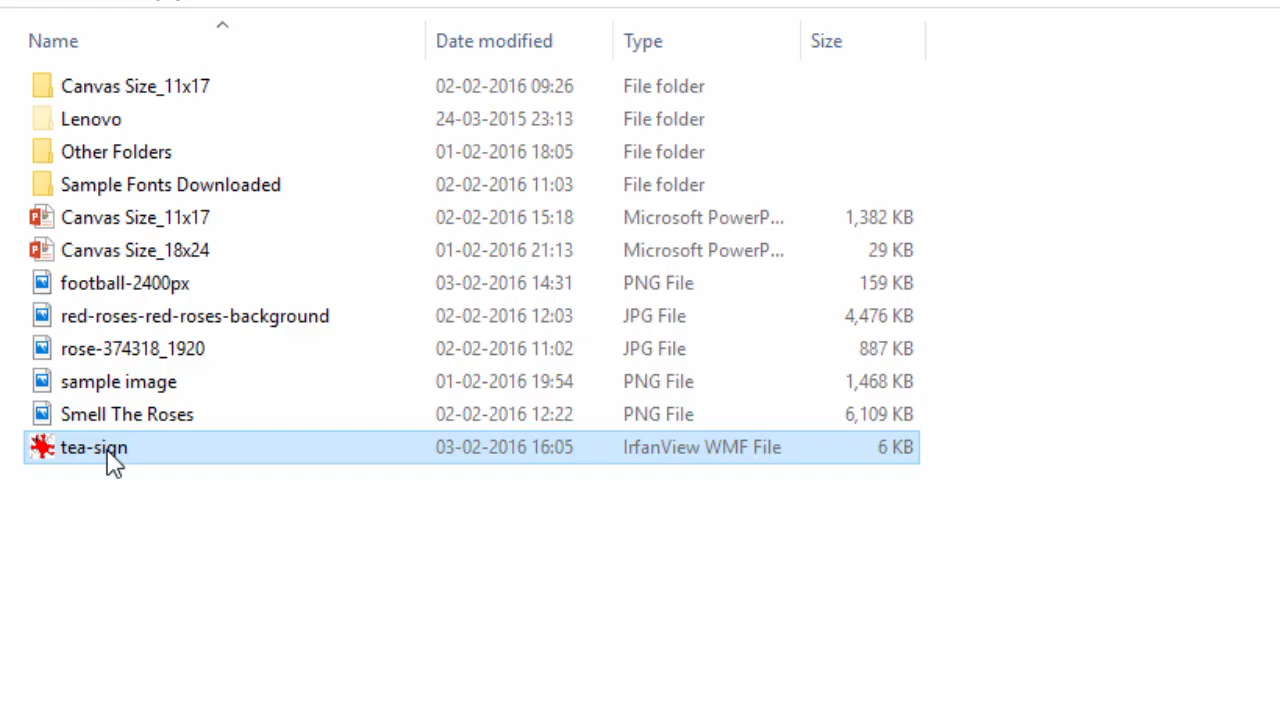 Name Date modified Type Size
Canvas Size_11x17 02-02-2016 09:26 File folder
Lenovo 24-03-2015 23:13 File folder
Other Folders 01-02-2016 18:05 File folder
Sample Fonts Downloaded 02-02-2016 11:03 File folder
Canvas Size_11x17 02-02-2016 15:18 Microsoft PowerP... 1,382 KB
Canvas Size_18x24 01-02-2016 21:13 Microsoft PowerP... 29 KB
football-2400px 03-02-2016 14:31 PNG File 159 KB
red-roses-red-roses-background 02-02-2016 12:03 JPG File 4,476 KB
rose-374318_1920 02-02-2016 11:02 JPG File 887 KB
sample image 01-02-2016 19:54 PNG File 1,468 KB
Smell The Roses 02-02-2016 12:22 PNG File 6,109 KB
tea-sign 03-02-2016 16:05 IrfanView WMF File 6 KB